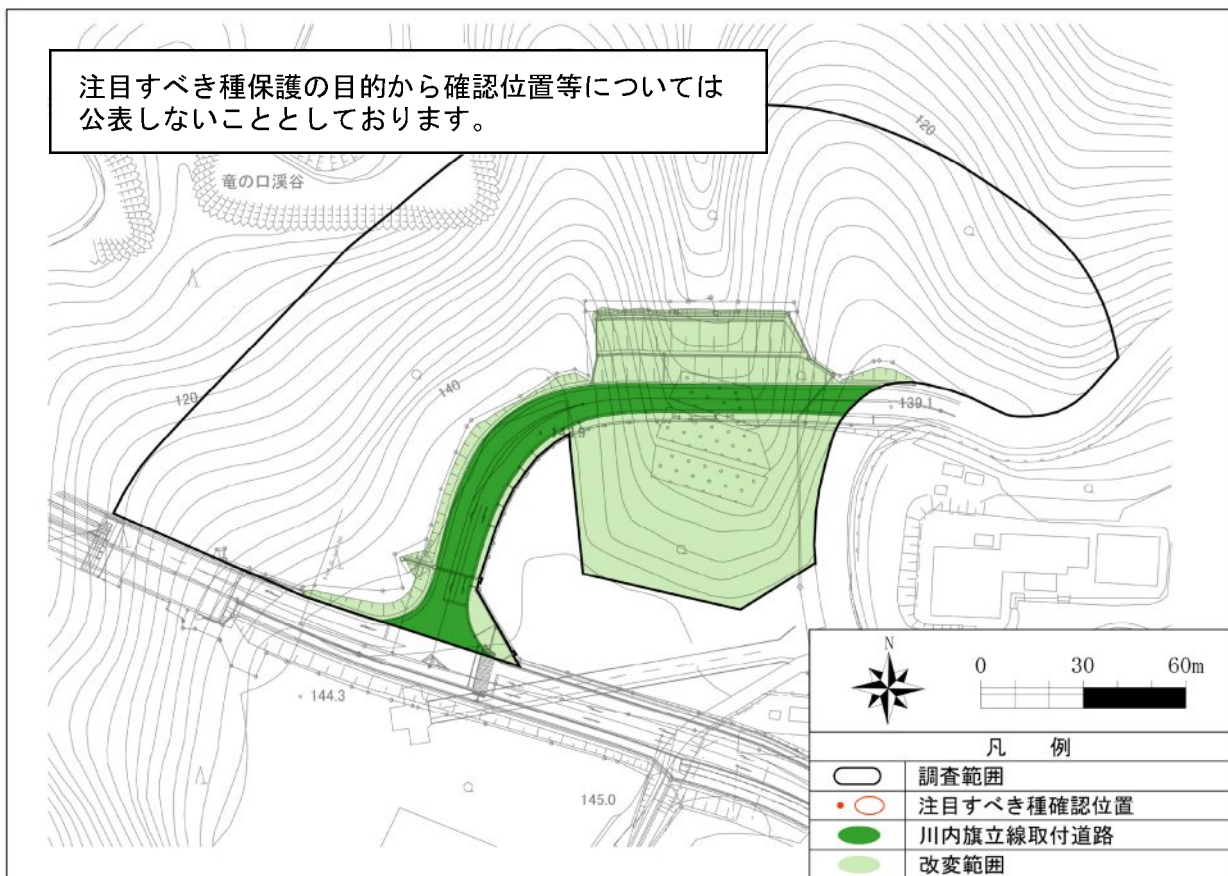 注目すべき種保護の目的から確認位置等については
公表しないこととしております。
120
竜の口渓谷
120
140
139.1
144.3
145.0
N
0 30 60m
凡 例
調査範囲
注目すべき種確認位置
川内旗立線取付道路
改変範囲